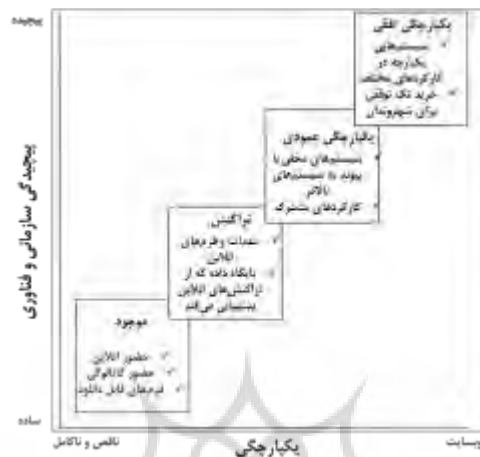 پیچیده
یکپارچگی افقی
سیستم‌هایی
یکپارچه در
کارکردهای مختلف
خرید تک توقفی
برای شهروندان
یکپارچگی عمودی
سیستم‌های محلی با
پیوند به سیستم‌های
بالاتر
کارکردهای مشترک
تراکنش
خدمات و فرم‌های
آنلاین
پایگاه داده که از
تراکنش‌های آنلاین
پشتیبانی می‌کند
موجود
حضور آنلاین
حضور کاتالوگی
فرم‌های قابل دانلود
پیچیدگی سازمانی و فناوری
ساده
ناقص و ناکامل
یکپارچگی
وبسایت